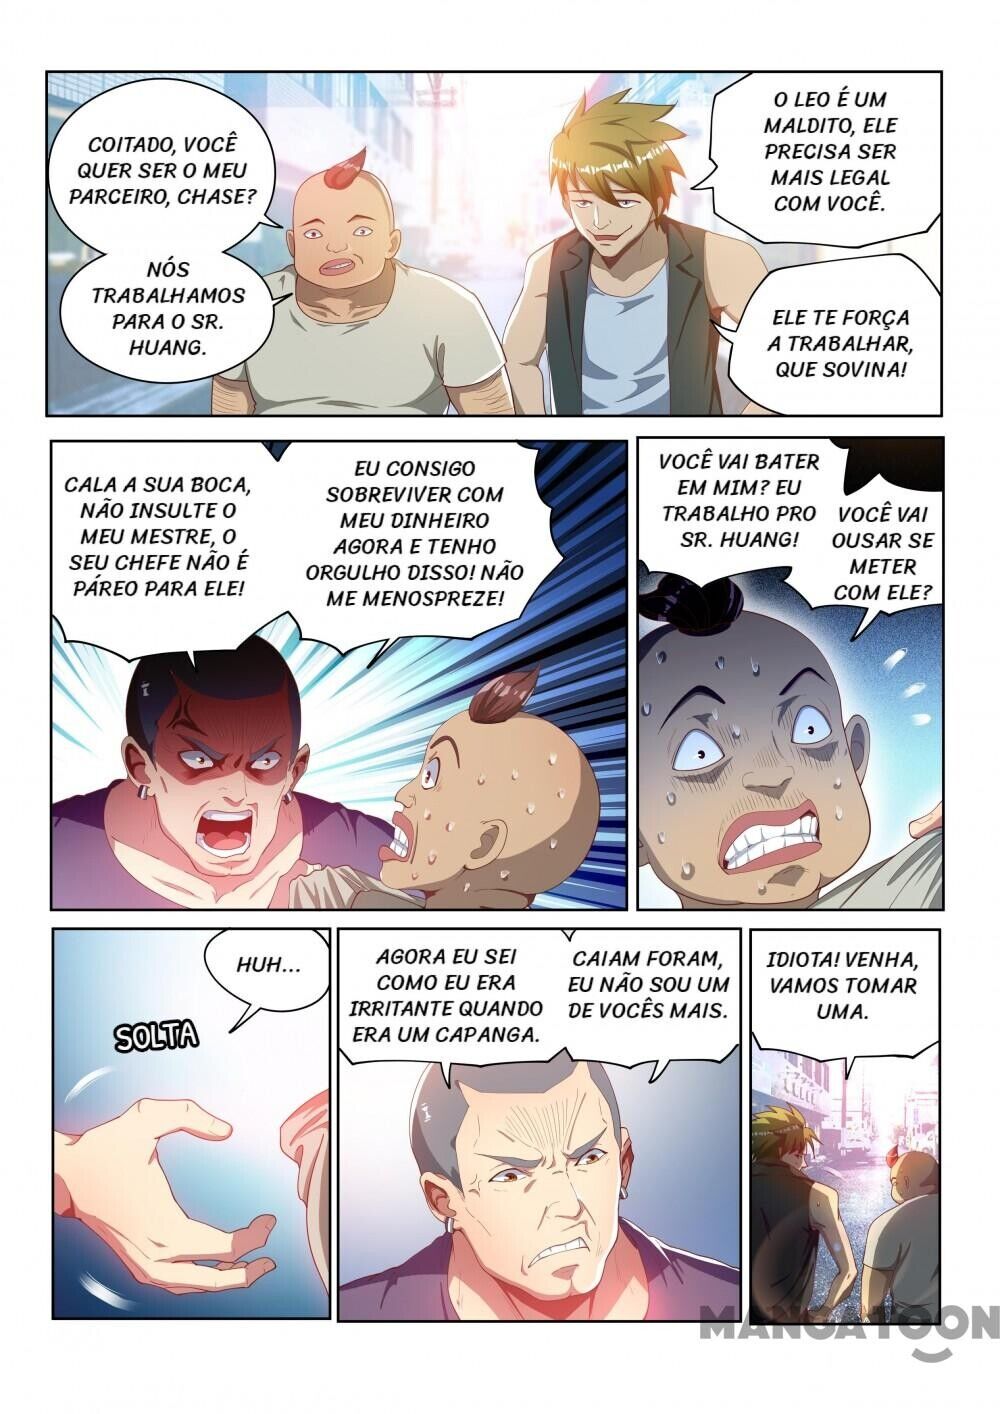 COITADO, VOCÊ
QUER SER O MEU
PARCEIRO, CHASE?
NÓS
TRABALHAMOS
PARA O SR.
HUANG.
O LEO É UM
MALDITO, ELE
PRECISA SER
MAIS LEGAL
COM VOCÊ.
ELE TE FORÇA
A TRABALHAR,
QUE SOVINA!
CALA A SUA BOCA,
NÃO INSULTE O
MEU MESTRE, O
SEU CHEFE NÃO É
PÁREO PARA ELE!
EU CONSIGO
SOBREVIVER COM
MEU DINHEIRO
AGORA E TENHO
ORGULHO DISSO! NÃO
ME MENOSPREZE!
VOCÊ VAI BATER
EM MIM? EU
TRABALHO PRO
SR. HUANG!
VOCÊ VAI
OUSAR SE
METER
COM ELE?
HUH...
SOLTA
AGORA EU SEI
COMO EU ERA
IRRITANTE QUANDO
ERA UM CAPANGA.
CAIAM FORAM,
EU NÃO SOU UM
DE VOCÊS MAIS.
IDIOTA! VENHA,
VAMOS TOMAR
UMA.
MANGATOON